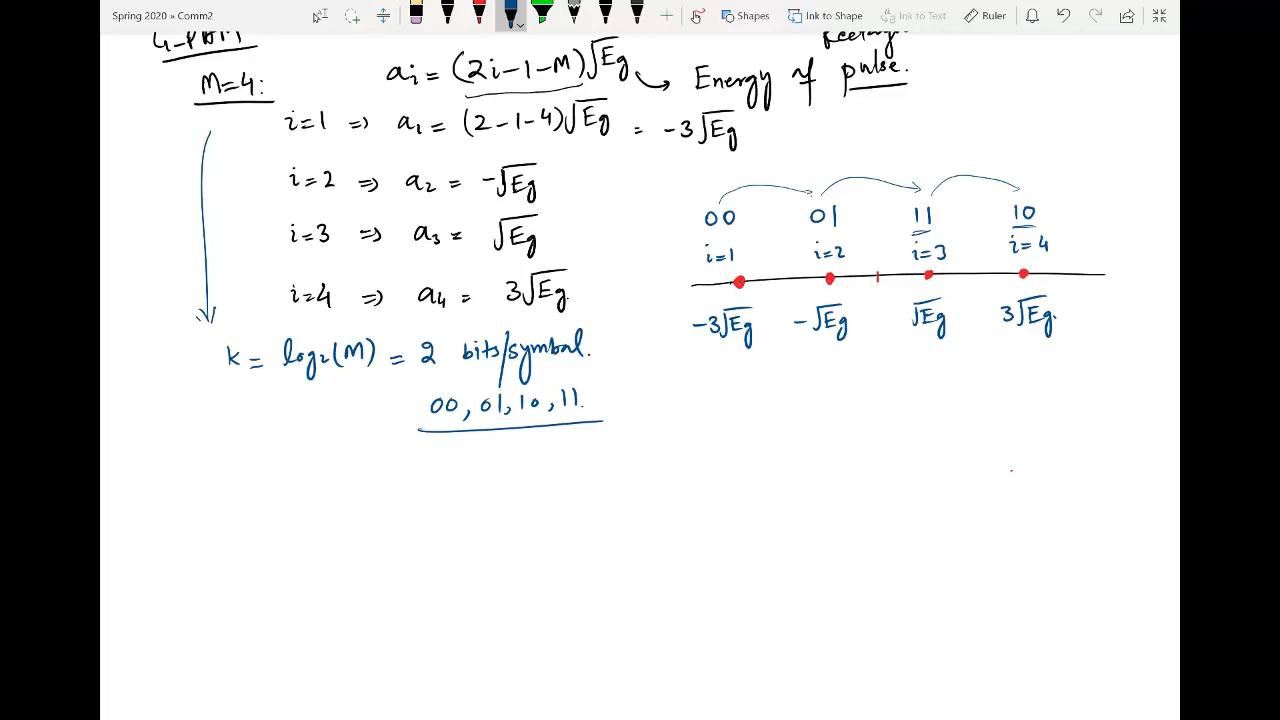 Spring 2020 » Comm2
Shapes
Ink to Shape
Ink to Text
Ruler
4-PAM
M=4:
ai = (2i-1-M)√Eg → Energy of
pulse.
i=1 ⇒ a1 = (2-1-4)√Eg = -3√Eg
i=2 ⇒ a2 = -√Eg
i=3 ⇒ a3 = √Eg
i=4 ⇒ a4 = 3√Eg.
K = log2(M) = 2 bits/symbal.
00, 01, 10, 11.
00 01 11 10
i=1 i=2 i=3 i=4
-3√Eg -√Eg √Eg 3√Eg.